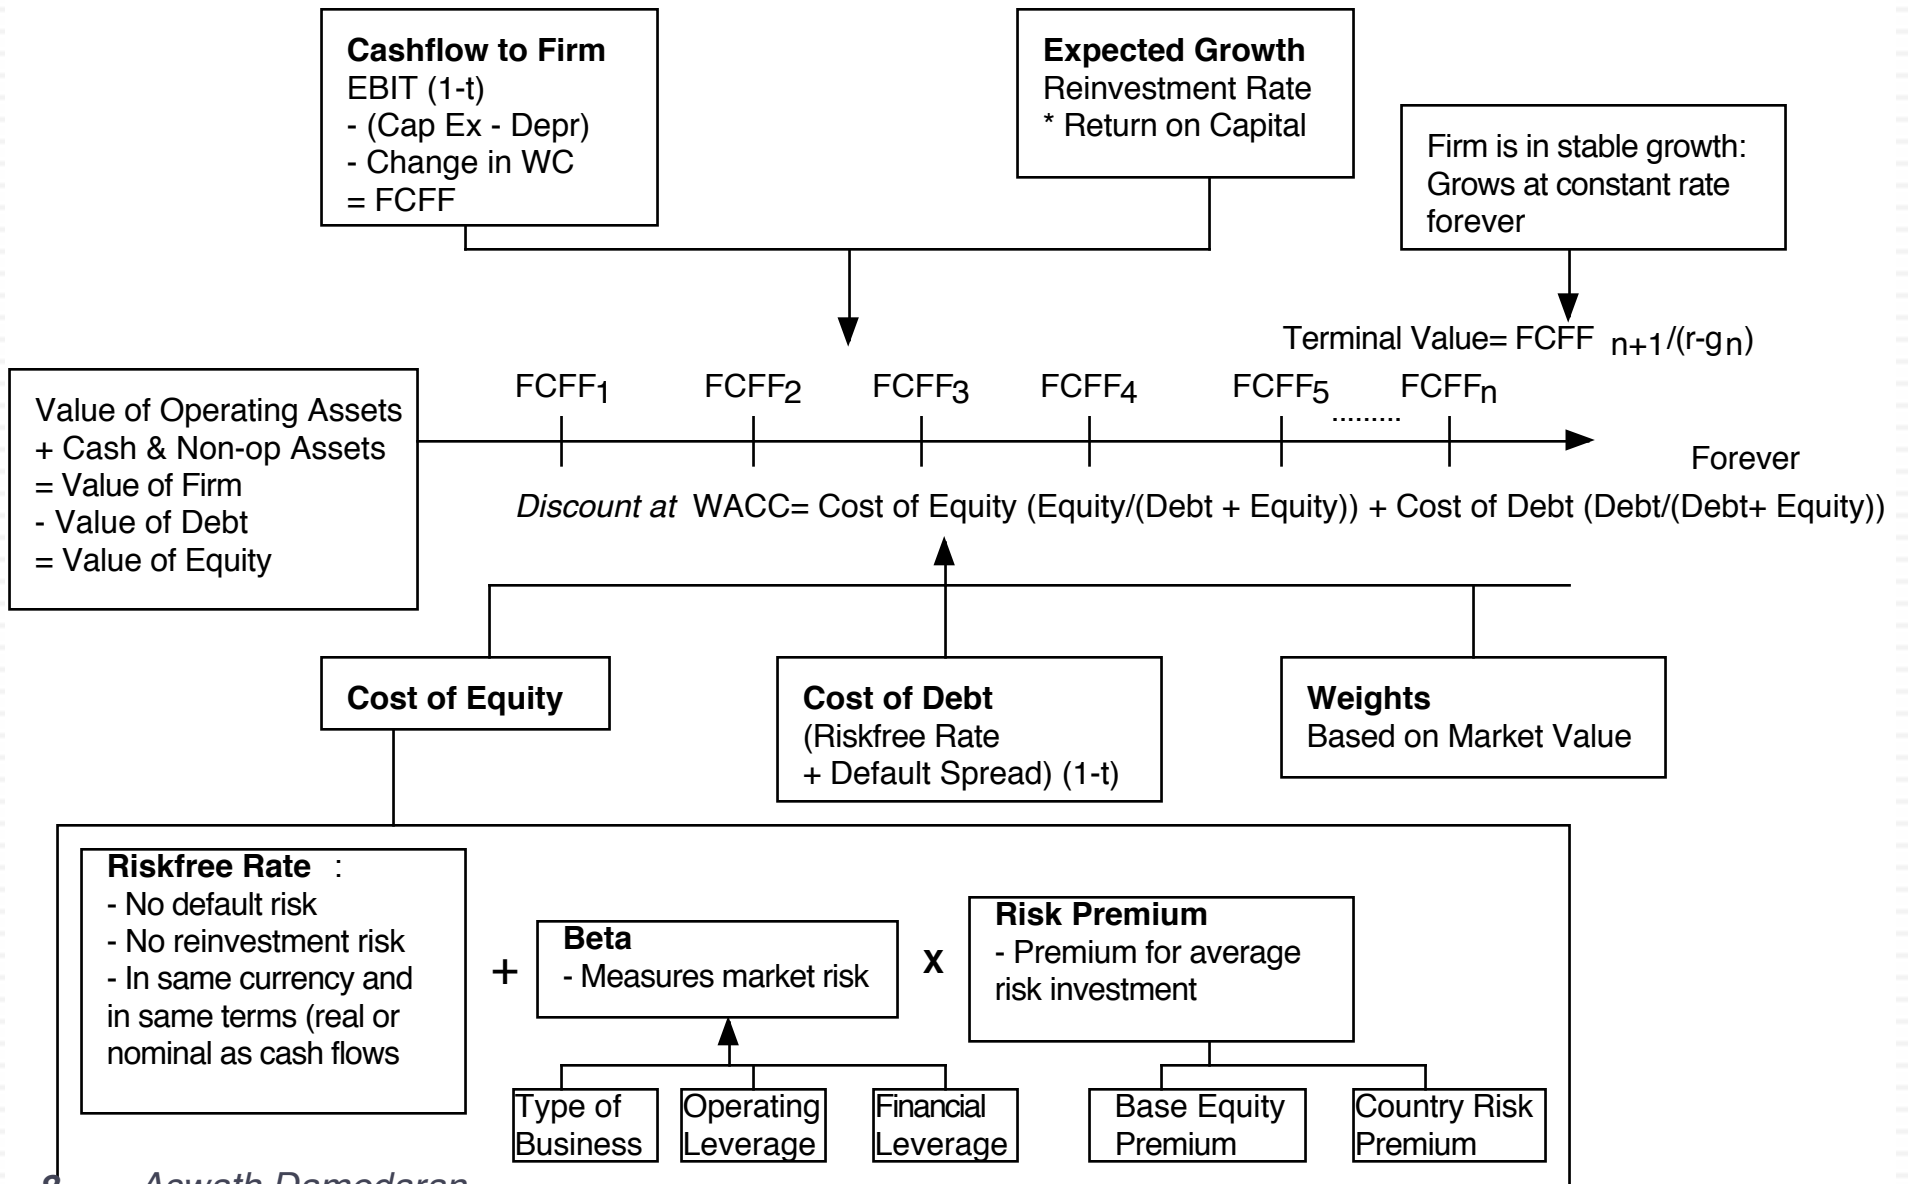 Cashflow to Firm
EBIT (1-t)
- (Cap Ex - Depr)
- Change in WC
= FCFF
Expected Growth
Reinvestment Rate
* Return on Capital
Firm is in stable growth:
Grows at constant rate
forever
Terminal Value= FCFF n+1/(r-gn)
FCFF1 FCFF2 FCFF3 FCFF4 FCFF5 ......... FCFFn
Value of Operating Assets
+ Cash & Non-op Assets
= Value of Firm
- Value of Debt
= Value of Equity
Forever
Discount at WACC= Cost of Equity (Equity/(Debt + Equity)) + Cost of Debt (Debt/(Debt+ Equity))
Cost of Equity
Cost of Debt
(Riskfree Rate
+ Default Spread) (1-t)
Weights
Based on Market Value
Riskfree Rate :
- No default risk
- No reinvestment risk
- In same currency and
in same terms (real or
nominal as cash flows
+
Beta
- Measures market risk
X
Risk Premium
- Premium for average
risk investment
Type of
Business
Operating
Leverage
Financial
Leverage
Base Equity
Premium
Country Risk
Premium
Aswath Damodaran